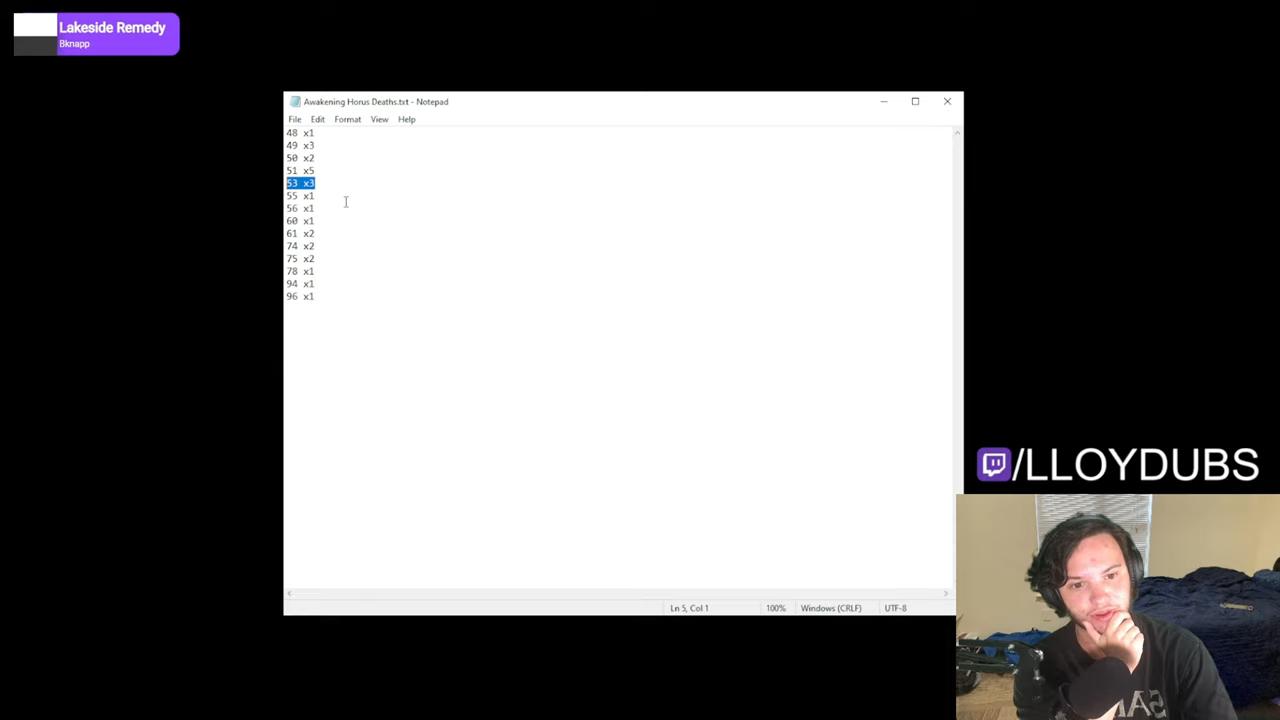 Lakeside Remedy
Bknapp
Awakening Horus Deaths.txt - Notepad
File Edit Format View Help
48 x1
49 x3
50 x2
51 x5
53 x3
55 x1
56 x1
60 x1
61 x2
74 x2
75 x2
78 x1
94 x1
96 x1
/LLOYDUBS
Ln 5, Col 1 100% Windows (CRLF) UTF-8